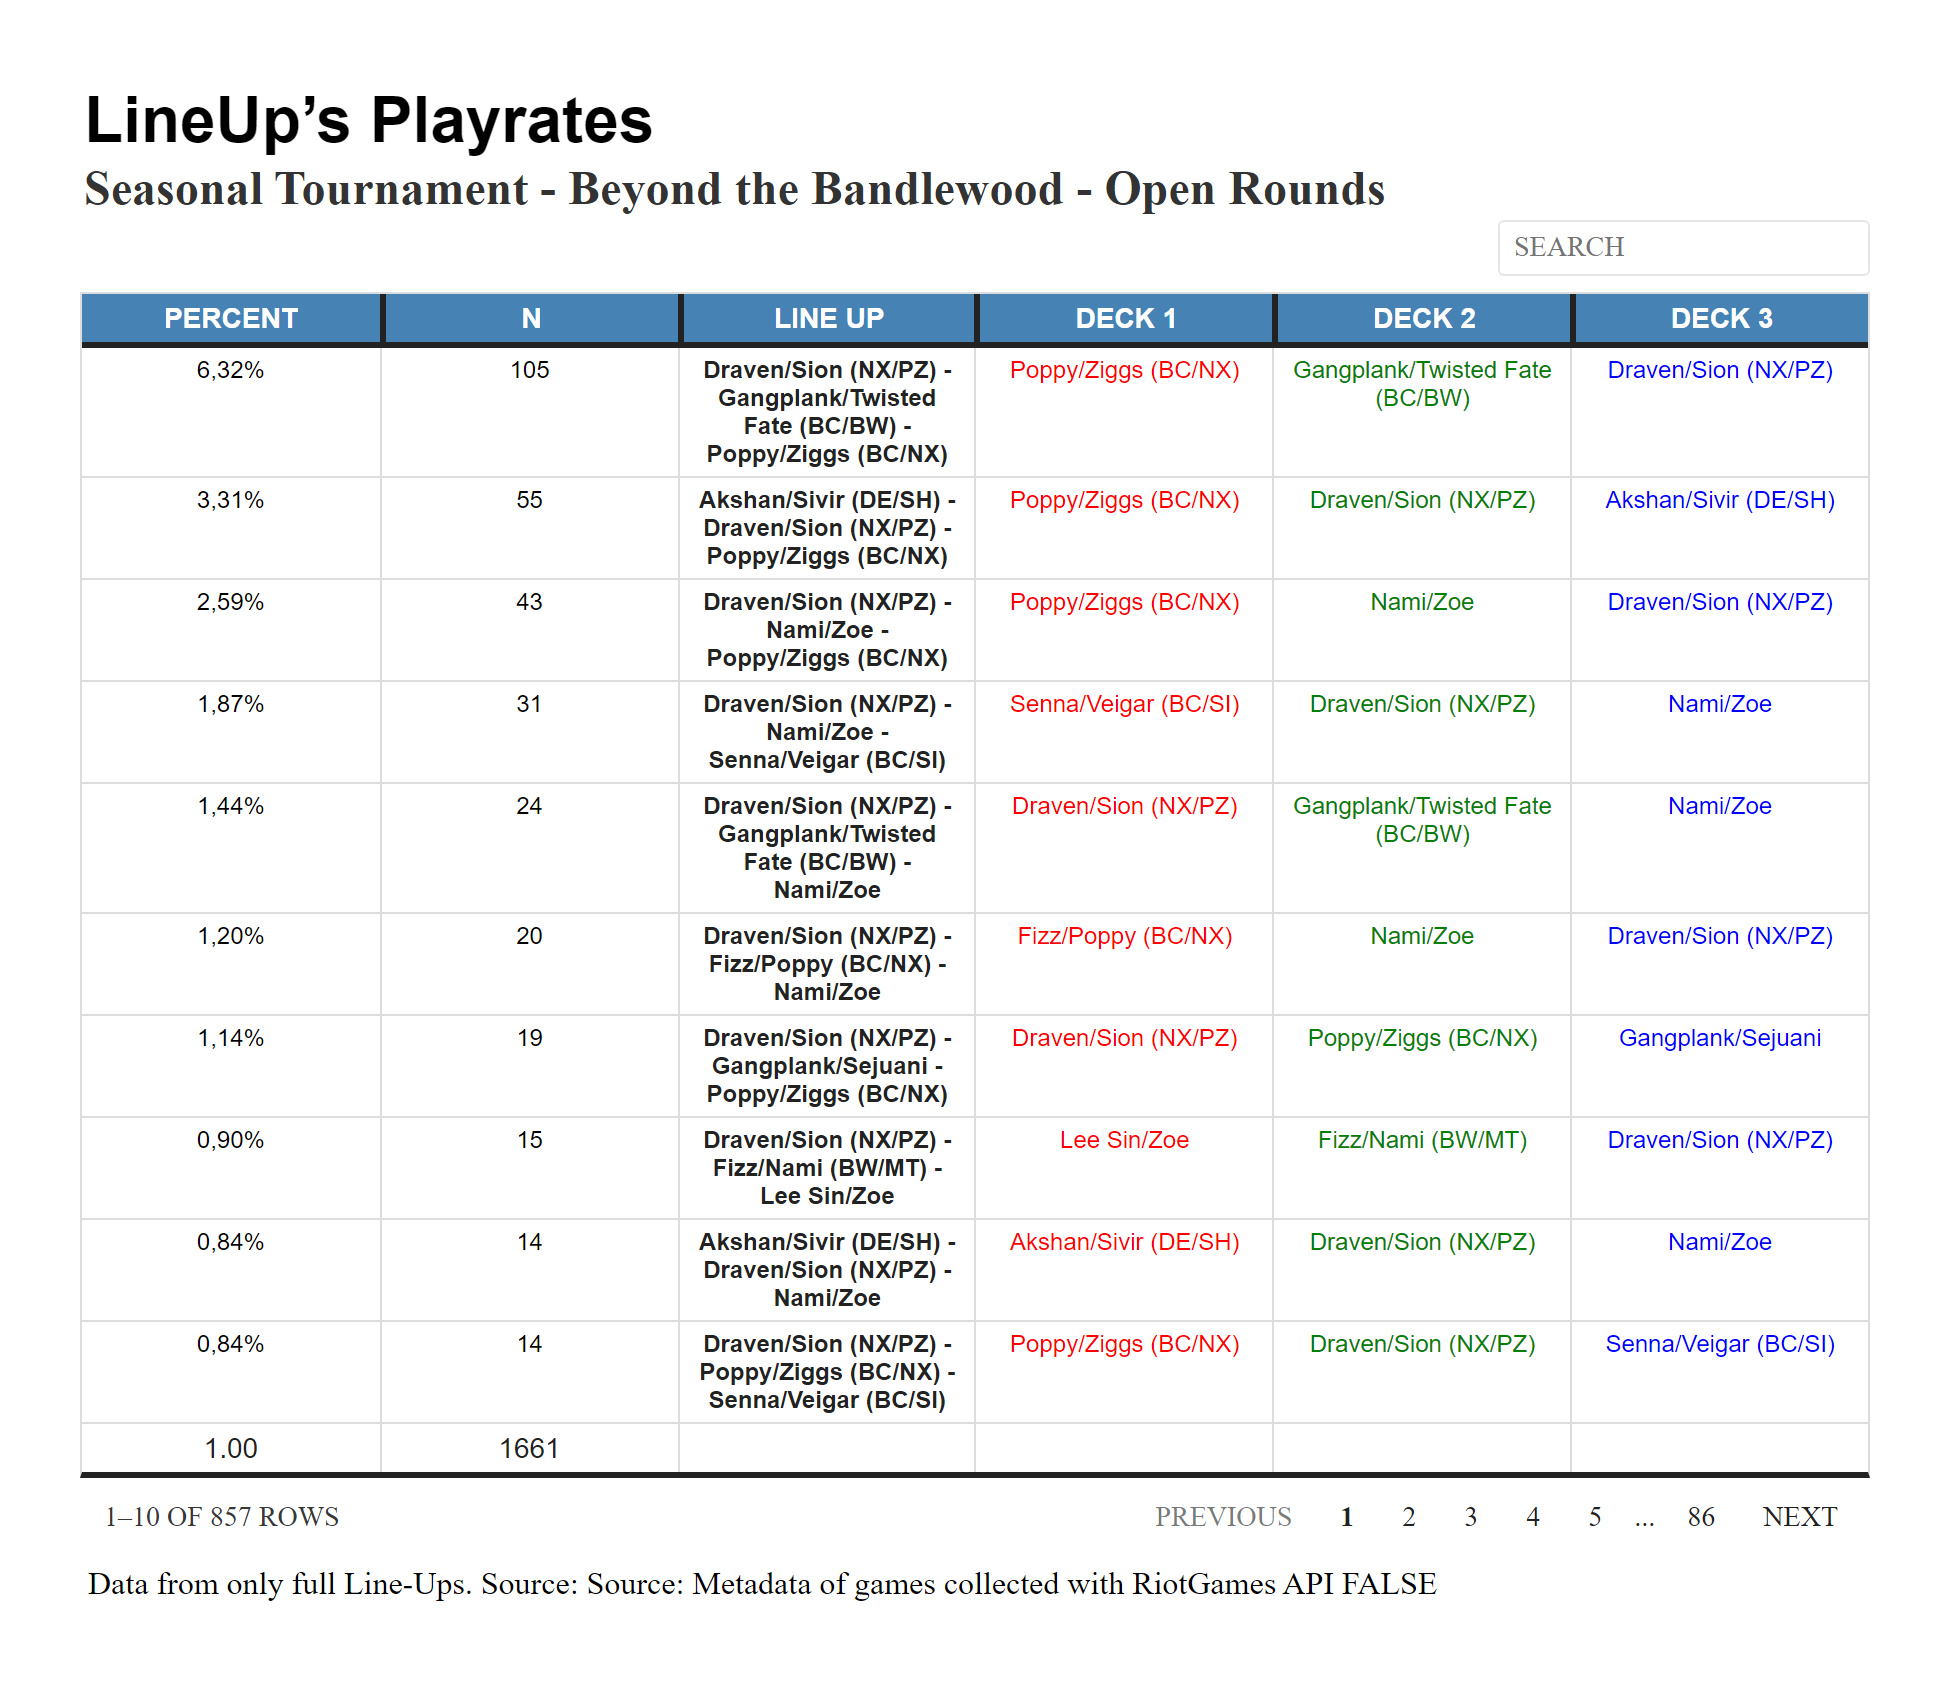 LineUp’s Playrates
Seasonal Tournament - Beyond the Bandlewood - Open Rounds
SEARCH
PERCENT N LINE UP DECK 1 DECK 2 DECK 3
6,32% 105 Draven/Sion (NX/PZ) - Poppy/Ziggs (BC/NX) Gangplank/Twisted Fate Draven/Sion (NX/PZ)
Gangplank/Twisted (BC/BW)
Fate (BC/BW) -
Poppy/Ziggs (BC/NX)
3,31% 55 Akshan/Sivir (DE/SH) - Poppy/Ziggs (BC/NX) Draven/Sion (NX/PZ) Akshan/Sivir (DE/SH)
Draven/Sion (NX/PZ) -
Poppy/Ziggs (BC/NX)
2,59% 43 Draven/Sion (NX/PZ) - Poppy/Ziggs (BC/NX) Nami/Zoe Draven/Sion (NX/PZ)
Nami/Zoe -
Poppy/Ziggs (BC/NX)
1,87% 31 Draven/Sion (NX/PZ) - Senna/Veigar (BC/SI) Draven/Sion (NX/PZ) Nami/Zoe
Nami/Zoe -
Senna/Veigar (BC/SI)
1,44% 24 Draven/Sion (NX/PZ) - Draven/Sion (NX/PZ) Gangplank/Twisted Fate Nami/Zoe
Gangplank/Twisted (BC/BW)
Fate (BC/BW) -
Nami/Zoe
1,20% 20 Draven/Sion (NX/PZ) - Fizz/Poppy (BC/NX) Nami/Zoe Draven/Sion (NX/PZ)
Fizz/Poppy (BC/NX) -
Nami/Zoe
1,14% 19 Draven/Sion (NX/PZ) - Draven/Sion (NX/PZ) Poppy/Ziggs (BC/NX) Gangplank/Sejuani
Gangplank/Sejuani -
Poppy/Ziggs (BC/NX)
0,90% 15 Draven/Sion (NX/PZ) - Lee Sin/Zoe Fizz/Nami (BW/MT) Draven/Sion (NX/PZ)
Fizz/Nami (BW/MT) -
Lee Sin/Zoe
0,84% 14 Akshan/Sivir (DE/SH) - Akshan/Sivir (DE/SH) Draven/Sion (NX/PZ) Nami/Zoe
Draven/Sion (NX/PZ) -
Nami/Zoe
0,84% 14 Draven/Sion (NX/PZ) - Poppy/Ziggs (BC/NX) Draven/Sion (NX/PZ) Senna/Veigar (BC/SI)
Poppy/Ziggs (BC/NX) -
Senna/Veigar (BC/SI)
1.00 1661
1–10 OF 857 ROWS PREVIOUS 1 2 3 4 5 ... 86 NEXT
Data from only full Line-Ups. Source: Source: Metadata of games collected with RiotGames API FALSE